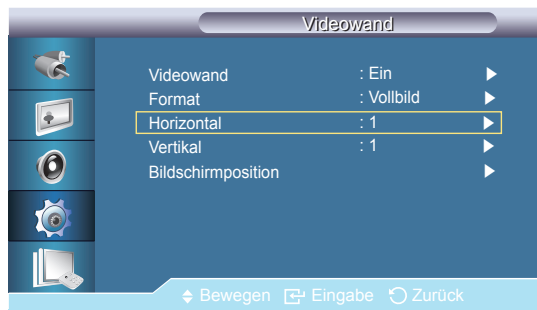 Videowand
Videowand : Ein
Format : Vollbild
Horizontal : 1
Vertikal : 1
Bildschirmposition
Bewegen Eingabe Zurück